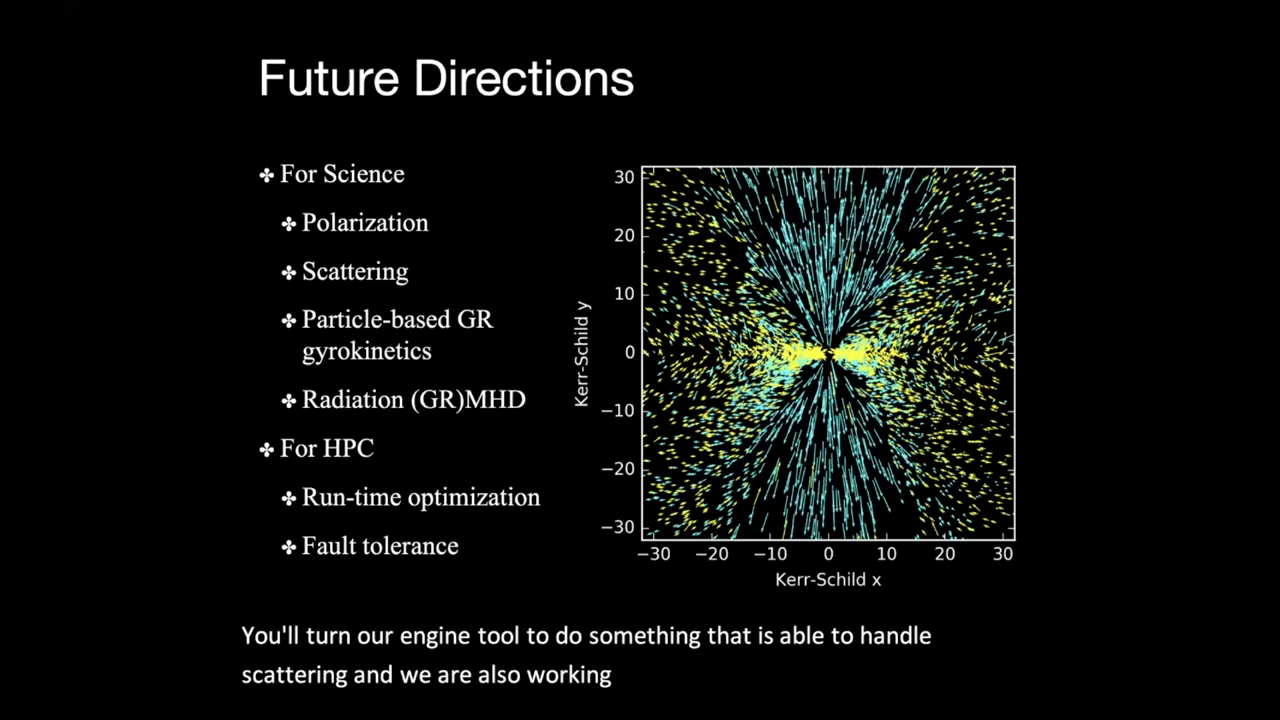 Future Directions
✤ For Science
✤ Polarization
✤ Scattering
✤ Particle-based GR
gyrokinetics
✤ Radiation (GR)MHD
✤ For HPC
✤ Run-time optimization
✤ Fault tolerance
30
20
10
0
−10
−20
−30
Kerr-Schild y
−30 −20 −10 0 10 20 30
Kerr-Schild x
You'll turn our engine tool to do something that is able to handle
scattering and we are also working